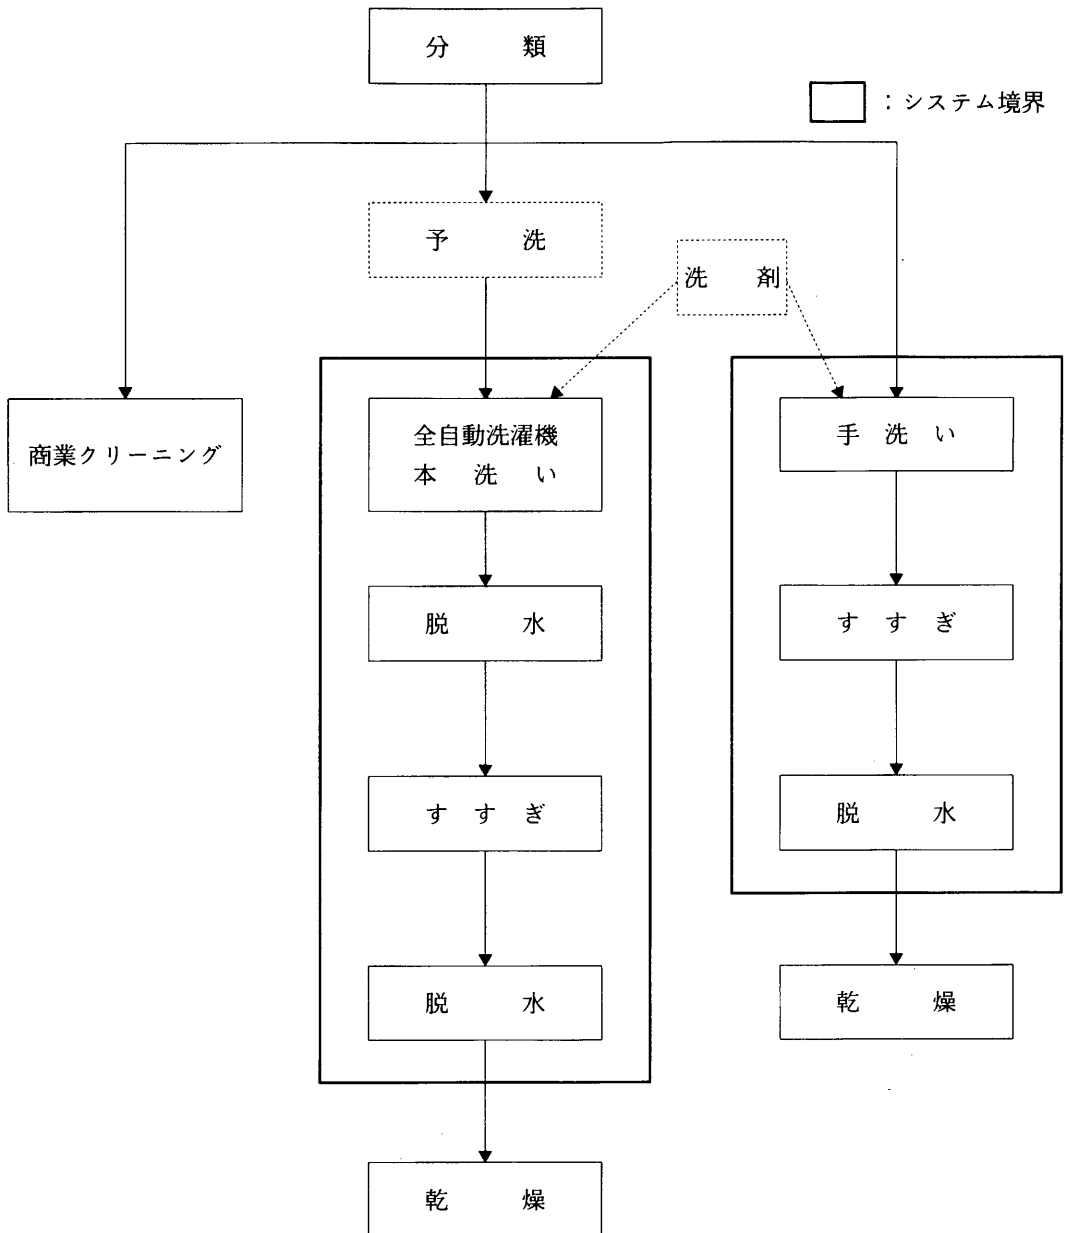 分類
：システム境界
予洗
洗剤
商業クリーニング
全自動洗濯機
本洗い
脱水
すすぎ
脱水
乾燥
手洗い
すすぎ
脱水
乾燥